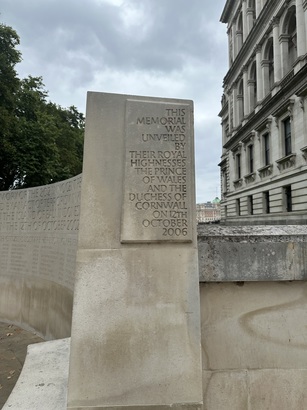 THIS
MEMORIAL
WAS
UNVEILED
BY
THEIR ROYAL
HIGHNESSES
THE PRINCE
OF WALES
AND THE
DUCHESS OF
CORNWALL
ON 12TH
OCTOBER
2006